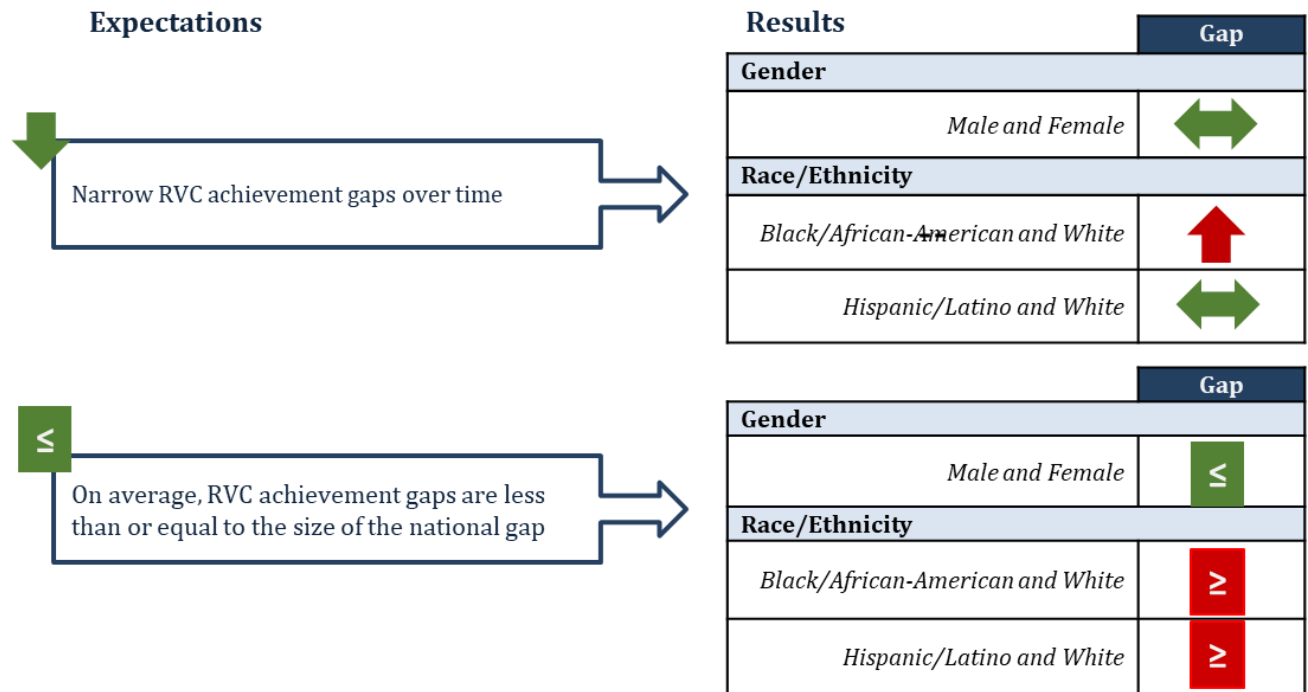 Expectations
Results
Gap
Gender
Male and Female
Narrow RVC achievement gaps over time
Race/Ethnicity
Black/African-American and White
Hispanic/Latino and White
Gap
≤
Gender
On average, RVC achievement gaps are less
than or equal to the size of the national gap
Male and Female
≤
Race/Ethnicity
Black/African-American and White
≥
Hispanic/Latino and White
≥